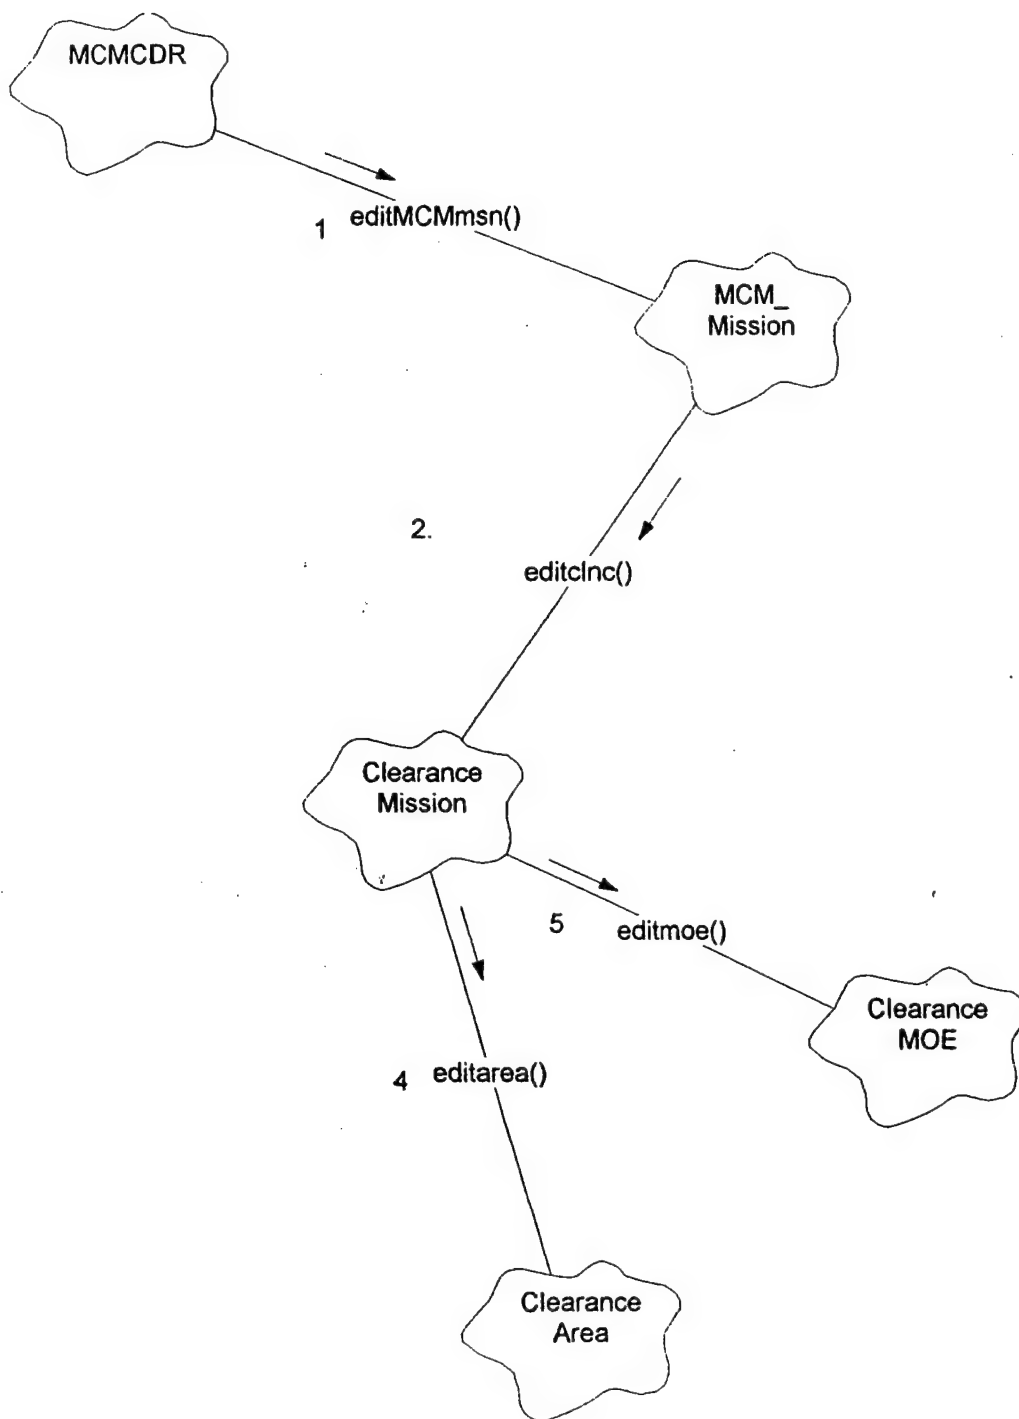 MCMCDR
1 editMCMmsn()
MCM_
Mission
2.
editclnc()
Clearance
Mission
5 editmoe()
Clearance
MOE
4 editarea()
Clearance
Area